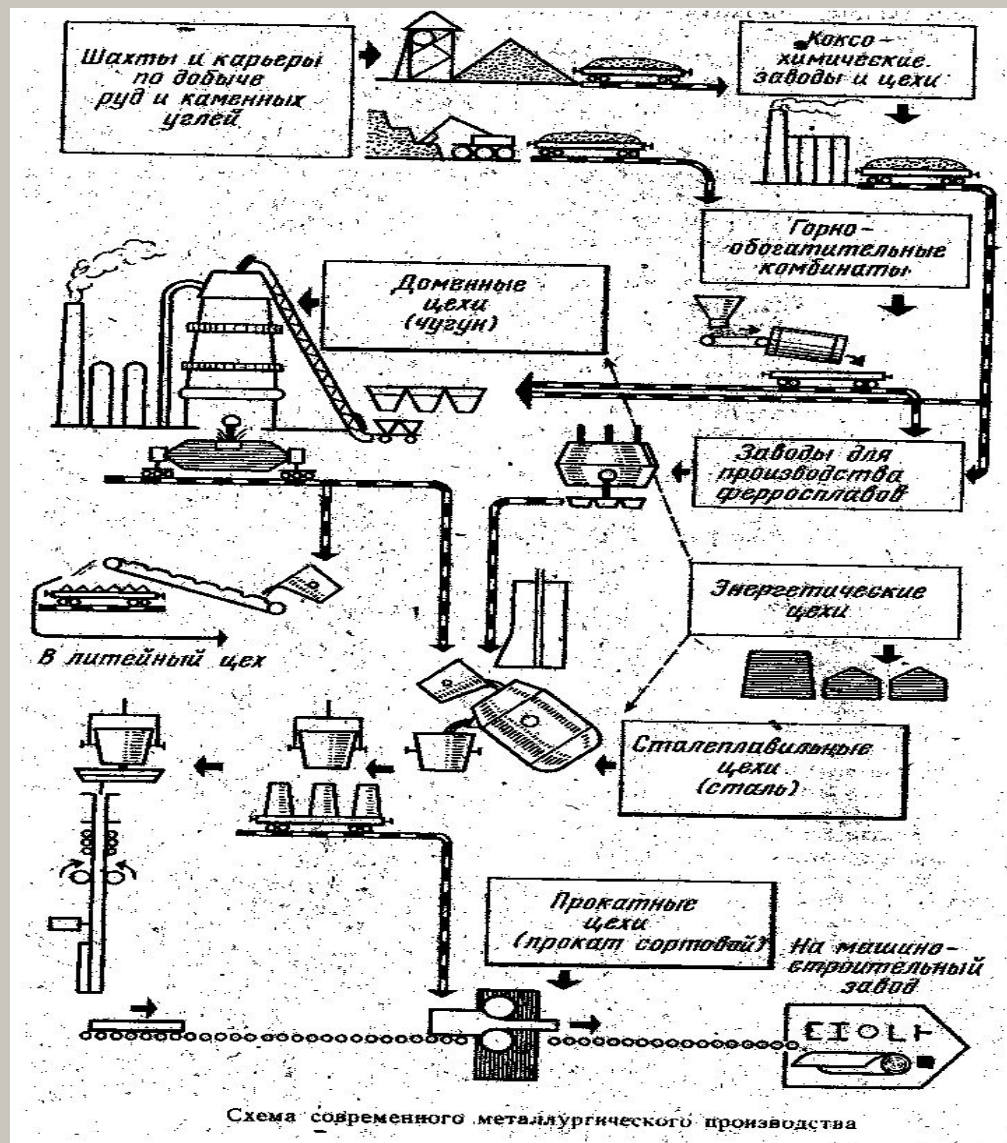 Шахты и карьеры
по добыче
руд и каменных
углей
Коксо-
химические
заводы и цехи
Горно-
обогатительные
комбинаты
Доменные
цехи
(чугун)
Заводы для
производства
ферросплавов
Энергетические
цехи
В литейный цех
Сталеплавильные
цехи
(сталь)
Прокатные
цехи
(прокат сортовой)
На машино-
строительный
завод
Схема современного металлургического производства